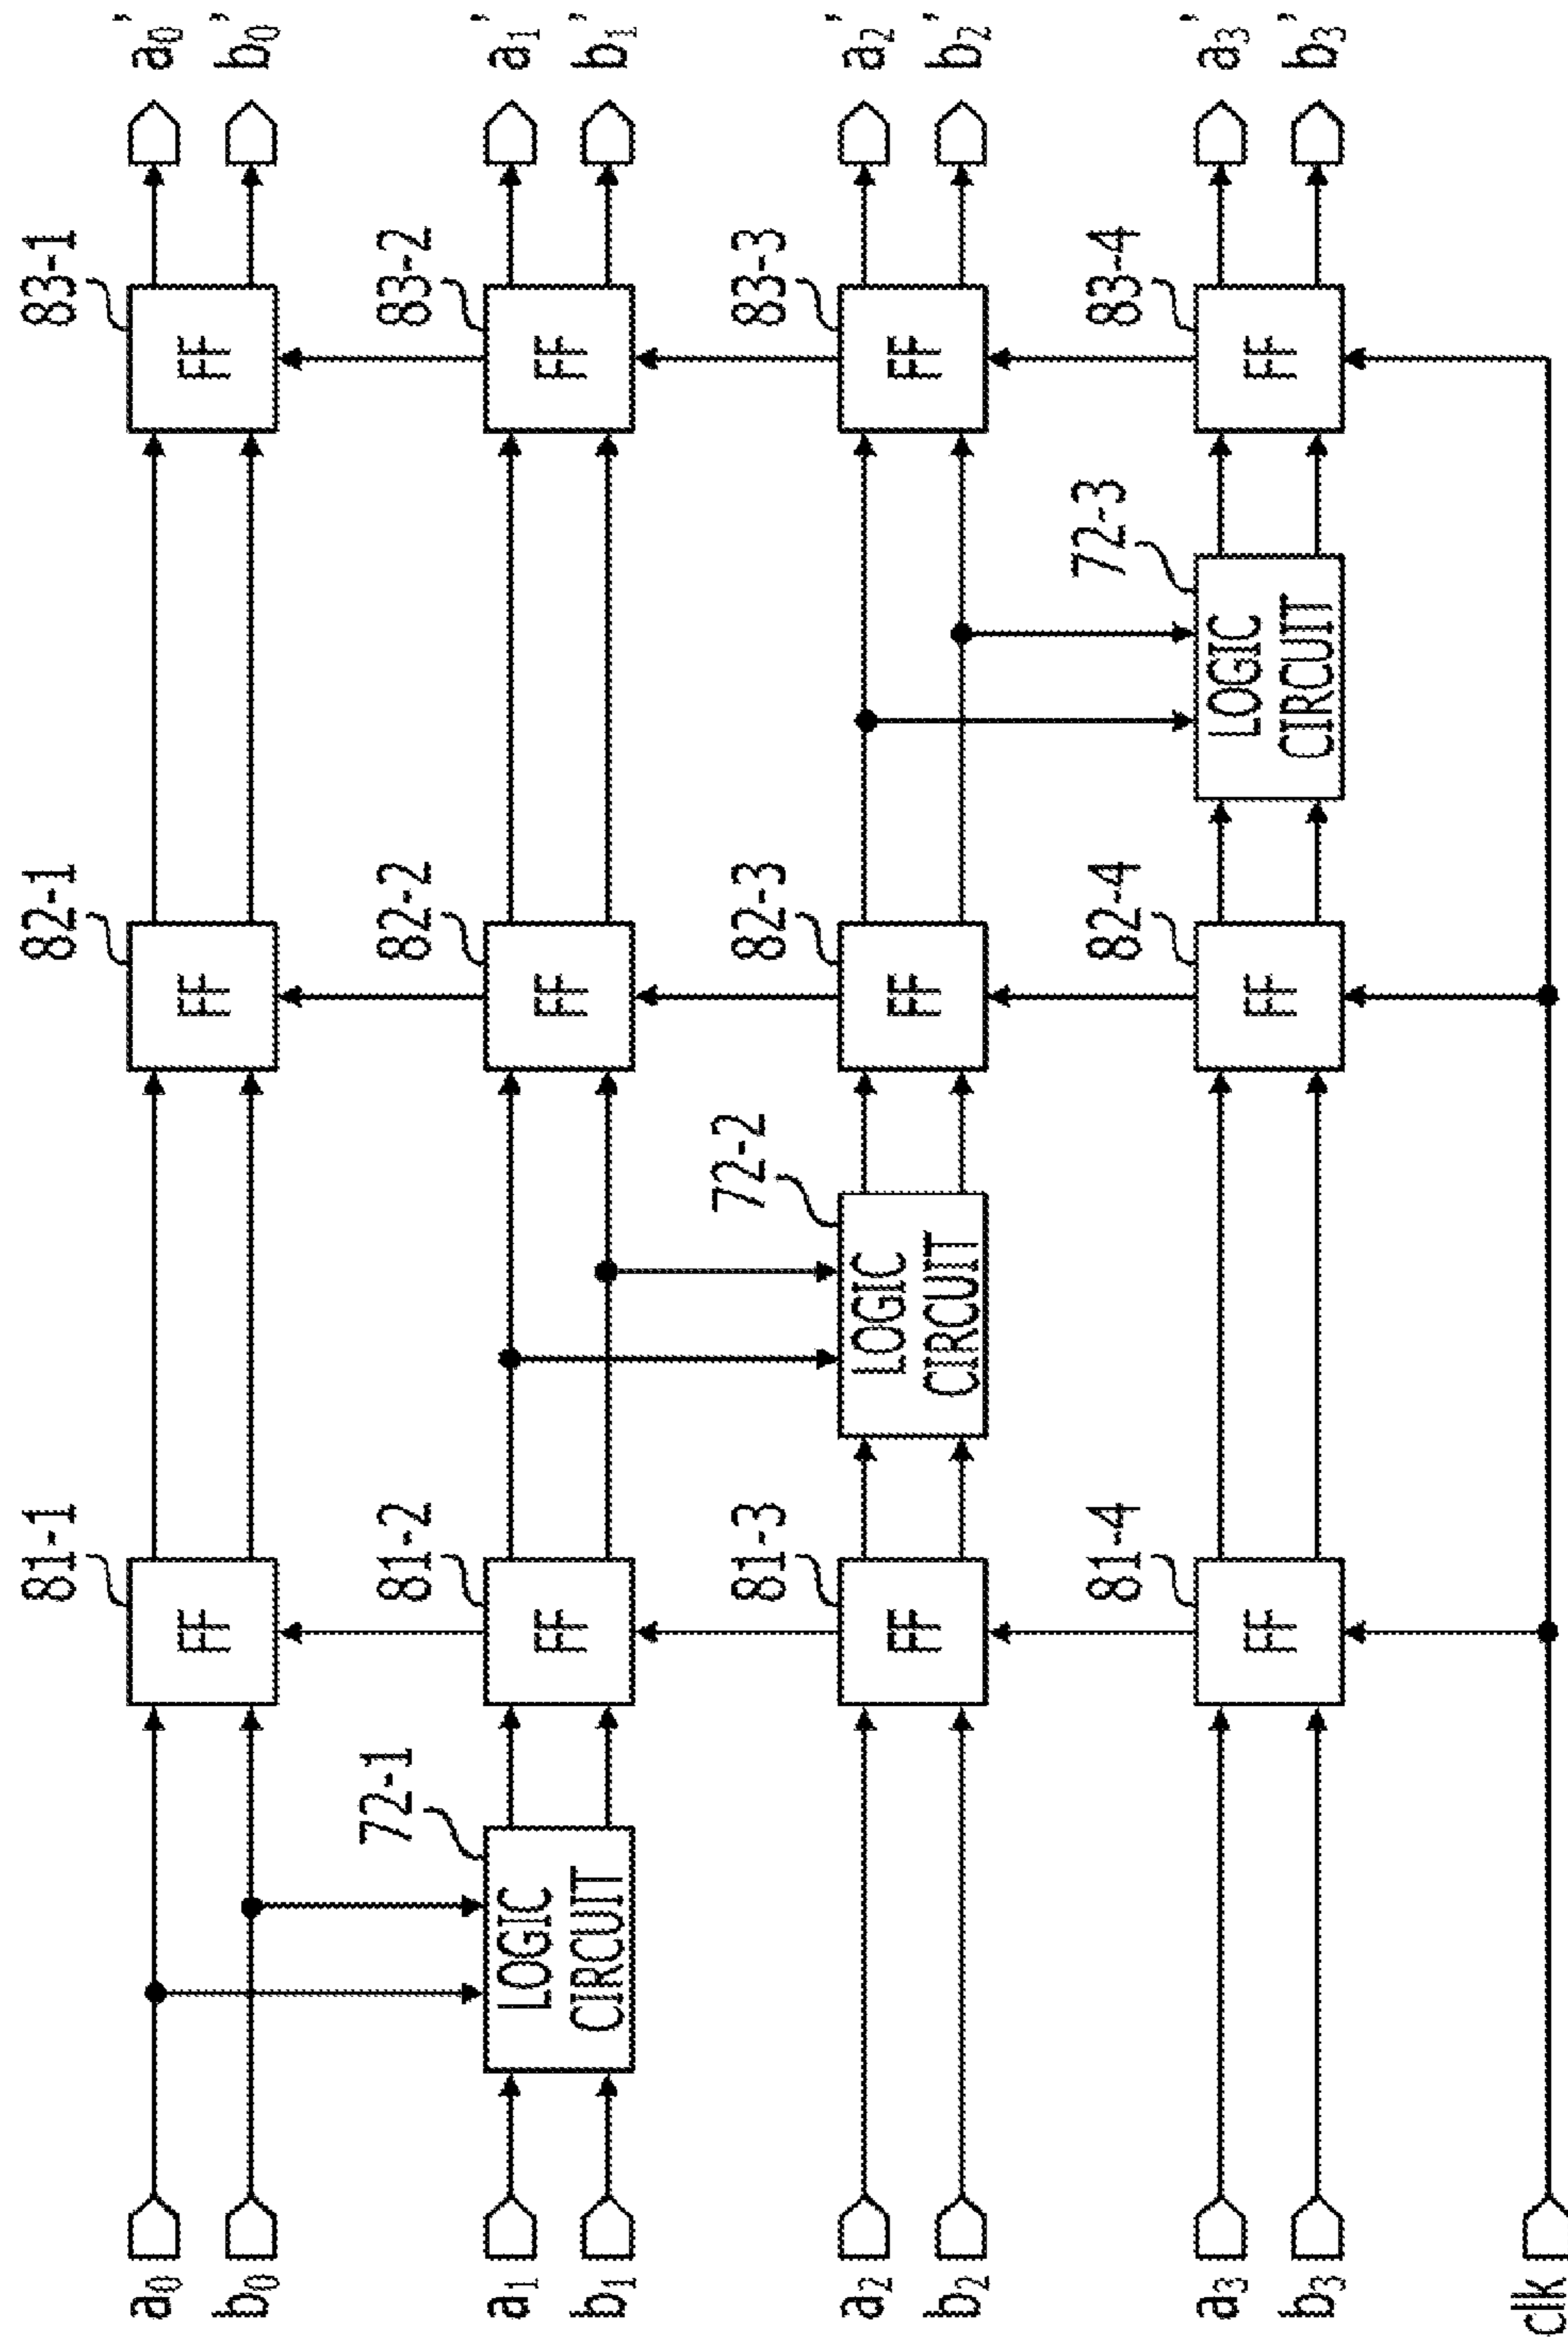 a₀
b₀
72-1
LOGIC
CIRCUIT
81-1
FF
82-1
FF
83-1
FF
a₀'
b₀'
a₁
b₁
81-2
FF
82-2
FF
83-2
FF
a₁'
b₁'
72-2
LOGIC
CIRCUIT
a₂
b₂
81-3
FF
82-3
FF
83-3
FF
a₂'
b₂'
72-3
LOGIC
CIRCUIT
a₃
b₃
81-4
FF
82-4
FF
83-4
FF
a₃'
b₃'
clk